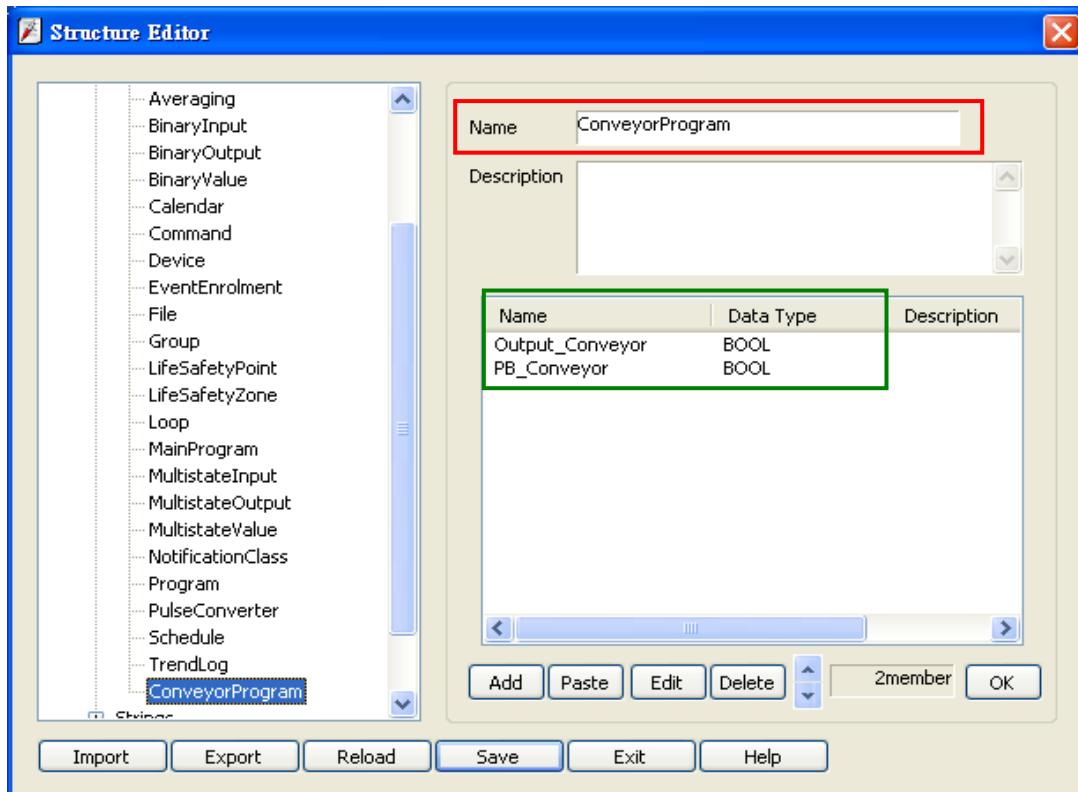 Structure Editor
Averaging
BinaryInput
BinaryOutput
BinaryValue
Calendar
Command
Device
EventEnrolment
File
Group
LifeSafetyPoint
LifeSafetyZone
Loop
MainProgram
MultistateInput
MultistateOutput
MultistateValue
NotificationClass
Program
PulseConverter
Schedule
TrendLog
ConveyorProgram
Strings
Name ConveyorProgram
Description
Name Data Type Description
Output_Conveyor BOOL
PB_Conveyor BOOL
Add Paste Edit Delete 2member OK
Import Export Reload Save Exit Help